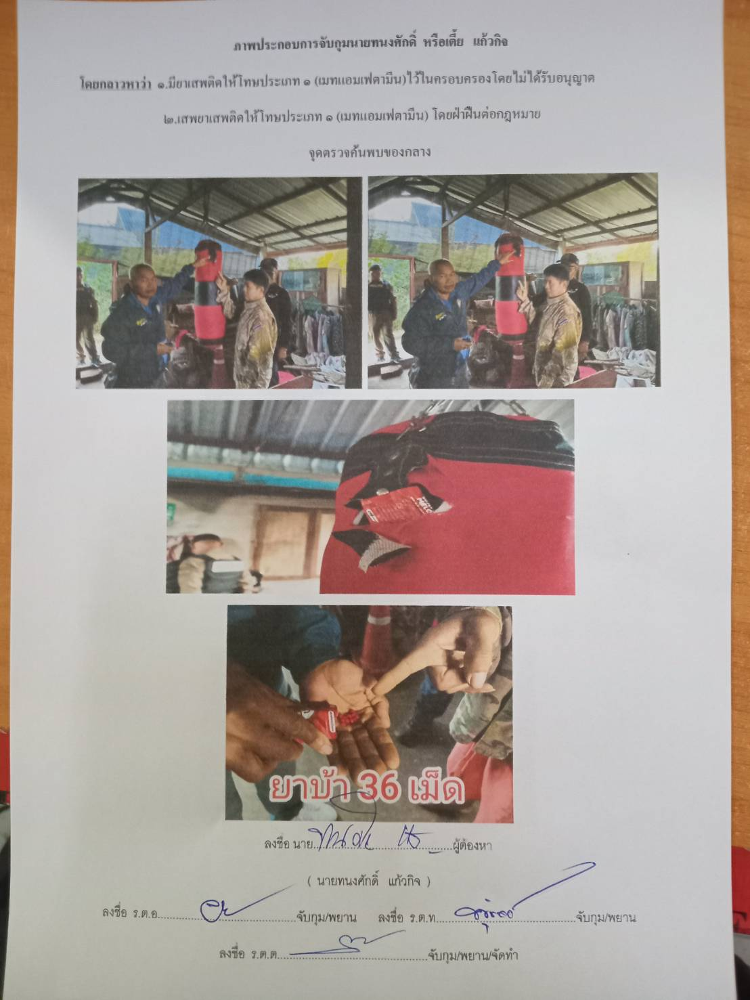 ภาพประกอบการจับกุมนายทนงศักดิ์ หรือเตี้ย แก้วกิจ
โดยกลาวหาว่า ๑.มียาเสพติดให้โทษประเภท ๑ (เมทแอมเฟตามีน)ไว้ในครอบครองโดยไม่ได้รับอนุญาต
๒.เสพยาเสพติดให้โทษประเภท ๑ (เมทแอมเฟตามีน) โดยฝ่าฝืนต่อกฎหมาย
จุดตรวจค้นพบของกลาง
ยาบ้า 36 เม็ด
ลงชื่อ นาย..............................ผู้ต้องหา
( นายทนงศักดิ์ แก้วกิจ )
ลงชื่อ ร.ต.อ..............................จับกุม/พยาน ลงชื่อ ร.ต.ท..............................จับกุม/พยาน
ลงชื่อ ร.ต.ต..............................จับกุม/พยาน/จัดทำ